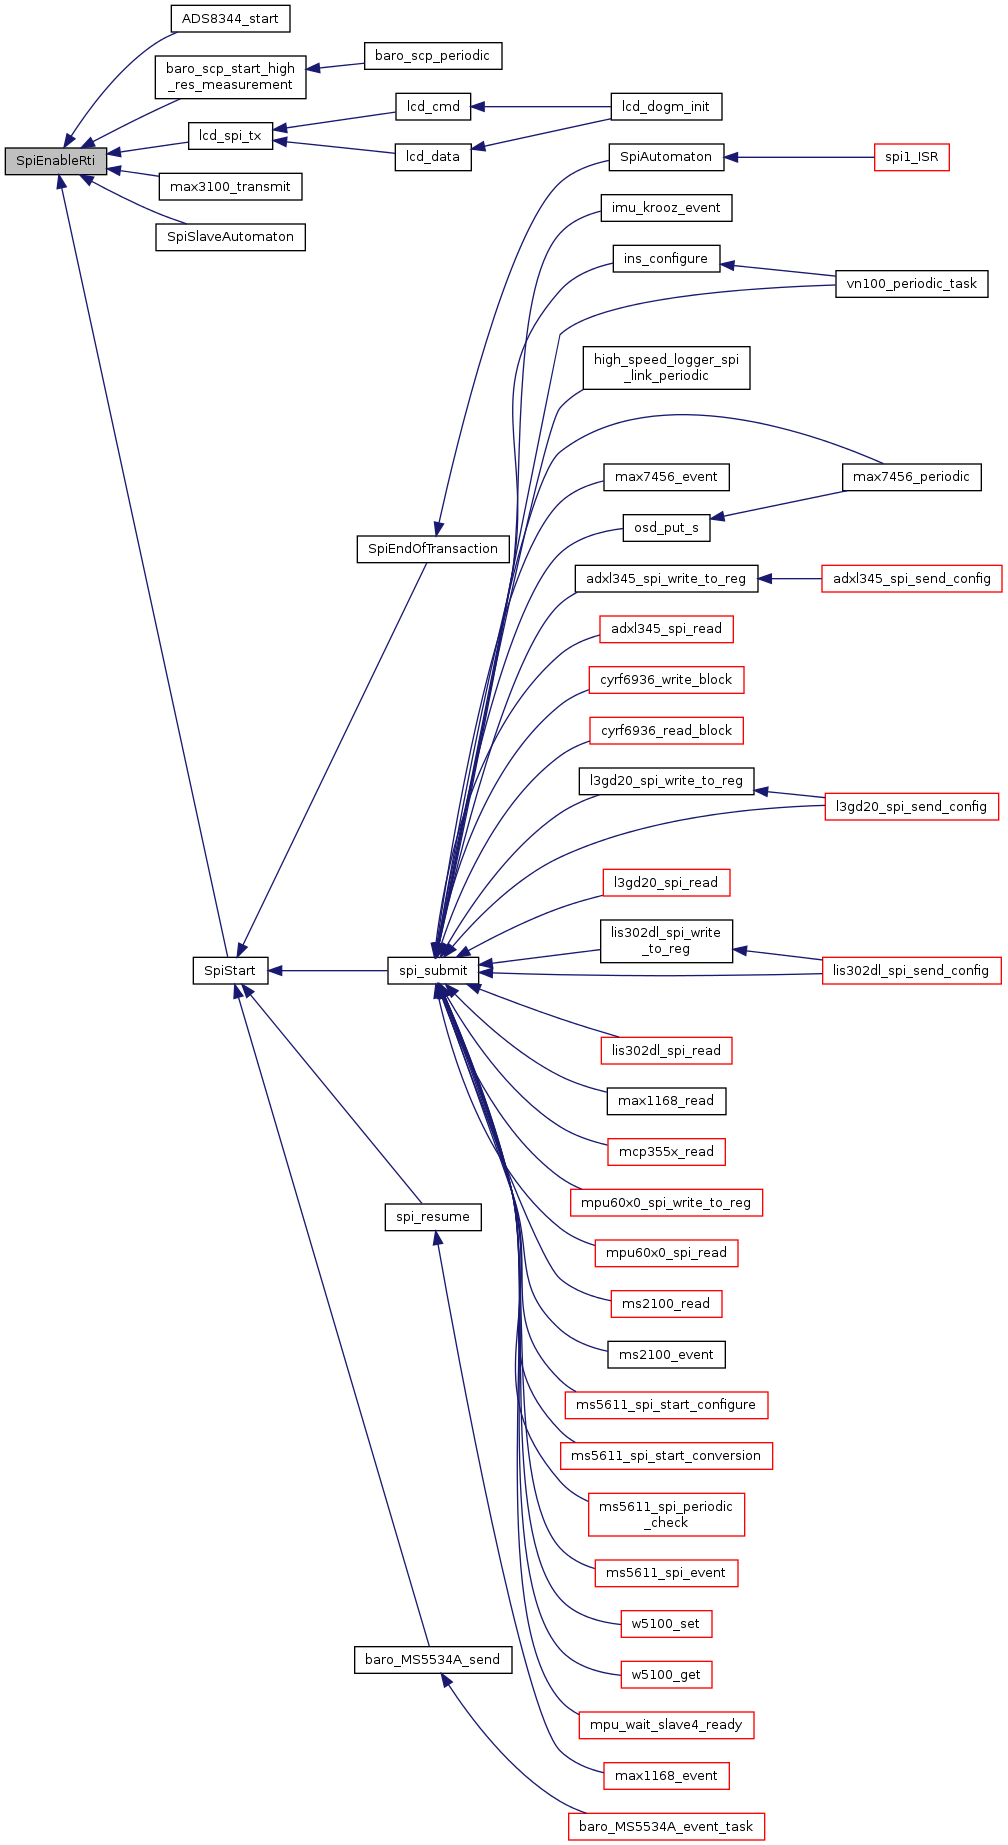 ADS8344_start
baro_scp_start_high
_res_measurement
baro_scp_periodic
lcd_cmd
lcd_dogm_init
lcd_spi_tx
lcd_data
SpiEnableRti
SpiAutomaton
spi1_ISR
max3100_transmit
imu_krooz_event
SpiSlaveAutomaton
ins_configure
vn100_periodic_task
high_speed_logger_spi
_link_periodic
max7456_event
max7456_periodic
osd_put_s
SpiEndOfTransaction
adxl345_spi_write_to_reg
adxl345_spi_send_config
adxl345_spi_read
cyrf6936_write_block
cyrf6936_read_block
l3gd20_spi_write_to_reg
l3gd20_spi_send_config
l3gd20_spi_read
lis302dl_spi_write
_to_reg
SpiStart
spi_submit
lis302dl_spi_send_config
lis302dl_spi_read
max1168_read
mcp355x_read
mpu60x0_spi_write_to_reg
spi_resume
mpu60x0_spi_read
ms2100_read
ms2100_event
ms5611_spi_start_configure
ms5611_spi_start_conversion
ms5611_spi_periodic
_check
ms5611_spi_event
w5100_set
baro_MS5534A_send
w5100_get
mpu_wait_slave4_ready
max1168_event
baro_MS5534A_event_task